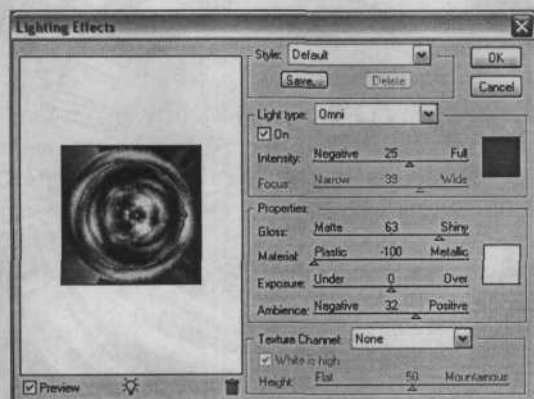 Lighting Effects
Style: Default
OK
Save... Delete
Cancel
Light type: Omni
On
Intensity: Negative 25 Full
Focus: Narrow 39 Wide
Properties:
Gloss: Matte 63 Shiny
Material: Plastic -100 Metallic
Exposure: Under 0 Over
Ambience: Negative 32 Positive
Texture Channel: None
White is high
Height: Flat 50 Mountainous
Preview